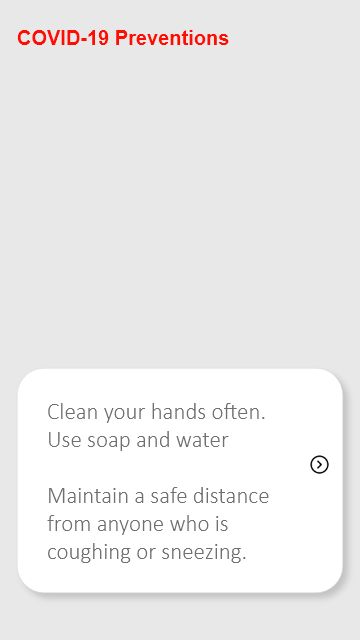 COVID-19 Preventions
Clean your hands often.
Use soap and water
Maintain a safe distance
from anyone who is
coughing or sneezing.